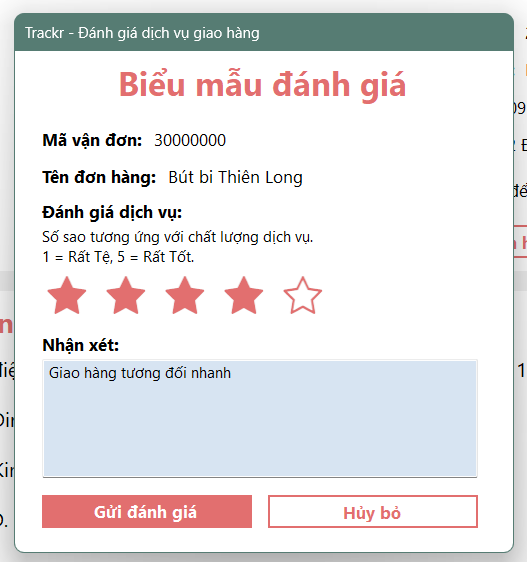 Trackr - Đánh giá dịch vụ giao hàng
Biểu mẫu đánh giá
Mã vận đơn: 30000000
Tên đơn hàng: Bút bi Thiên Long
Đánh giá dịch vụ:
Số sao tương ứng với chất lượng dịch vụ.
1 = Rất Tệ, 5 = Rất Tốt.
Nhận xét:
Giao hàng tương đối nhanh
Gửi đánh giá Hủy bỏ